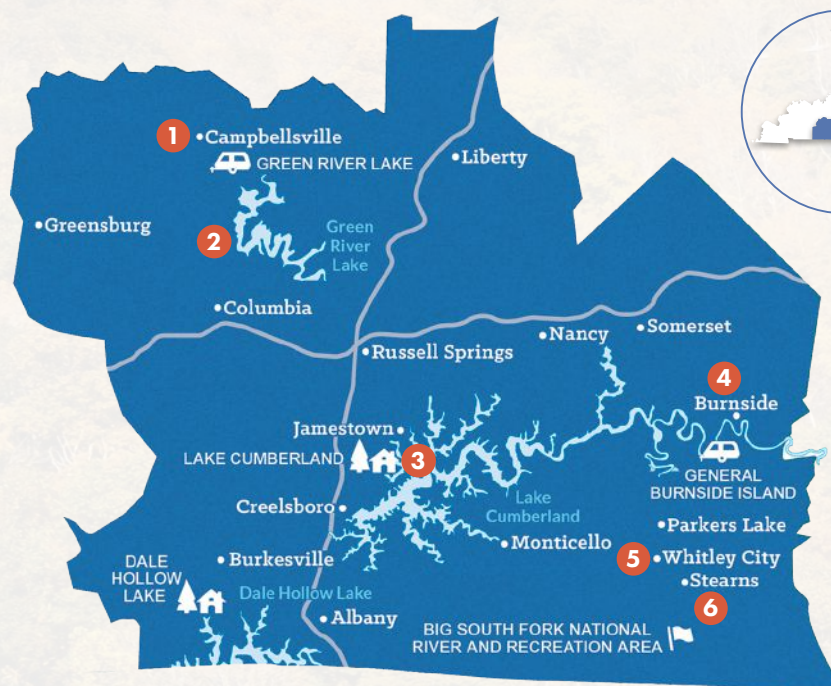 1
Campbellsville
GREEN RIVER LAKE
Liberty
Greensburg
2
Green
River
Lake
Columbia
Nancy
Somerset
Russell Springs
4
Burnside
Jamestown
LAKE CUMBERLAND
3
GENERAL
BURNSIDE ISLAND
Creelsboro
Lake
Cumberland
Parkers Lake
Monticello
5
Whitley City
DALE
HOLLOW
LAKE
Burkesville
Stearns
Dale Hollow Lake
6
Albany
BIG SOUTH FORK NATIONAL
RIVER AND RECREATION AREA